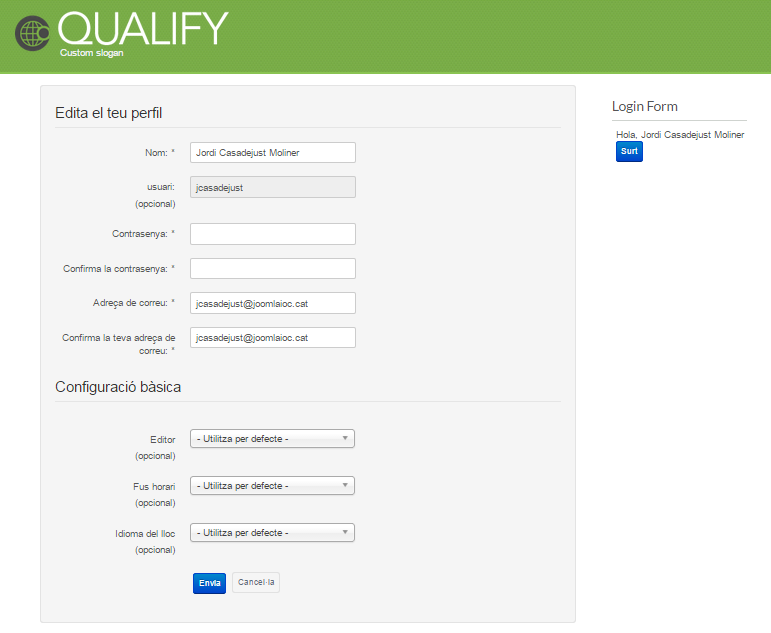 QUALIFY
Custom slogan
Edita el teu perfil
Nom: *
Jordi Casadejust Moliner
usuari:
(opcional)
jcasadejust
Contrasenya: *
Confirma la contrasenya: *
Adreça de correu: *
jcasadejust@joomlaioc.cat
Confirma la teva adreça de
correu: *
jcasadejust@joomlaioc.cat
Configuració bàsica
Editor
(opcional)
- Utilitza per defecte -
Fus horari
(opcional)
- Utilitza per defecte -
Idioma del lloc
(opcional)
- Utilitza per defecte -
Envia
Cancel·la
Login Form
Hola, Jordi Casadejust Moliner
Surt